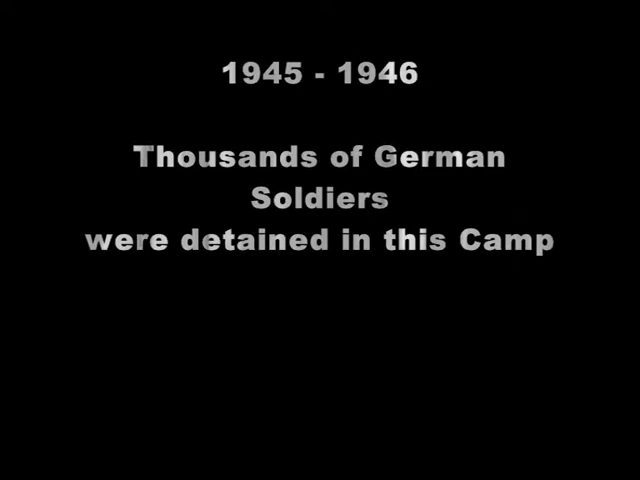 1945 - 1946
Thousands of German
Soldiers
were detained in this Camp